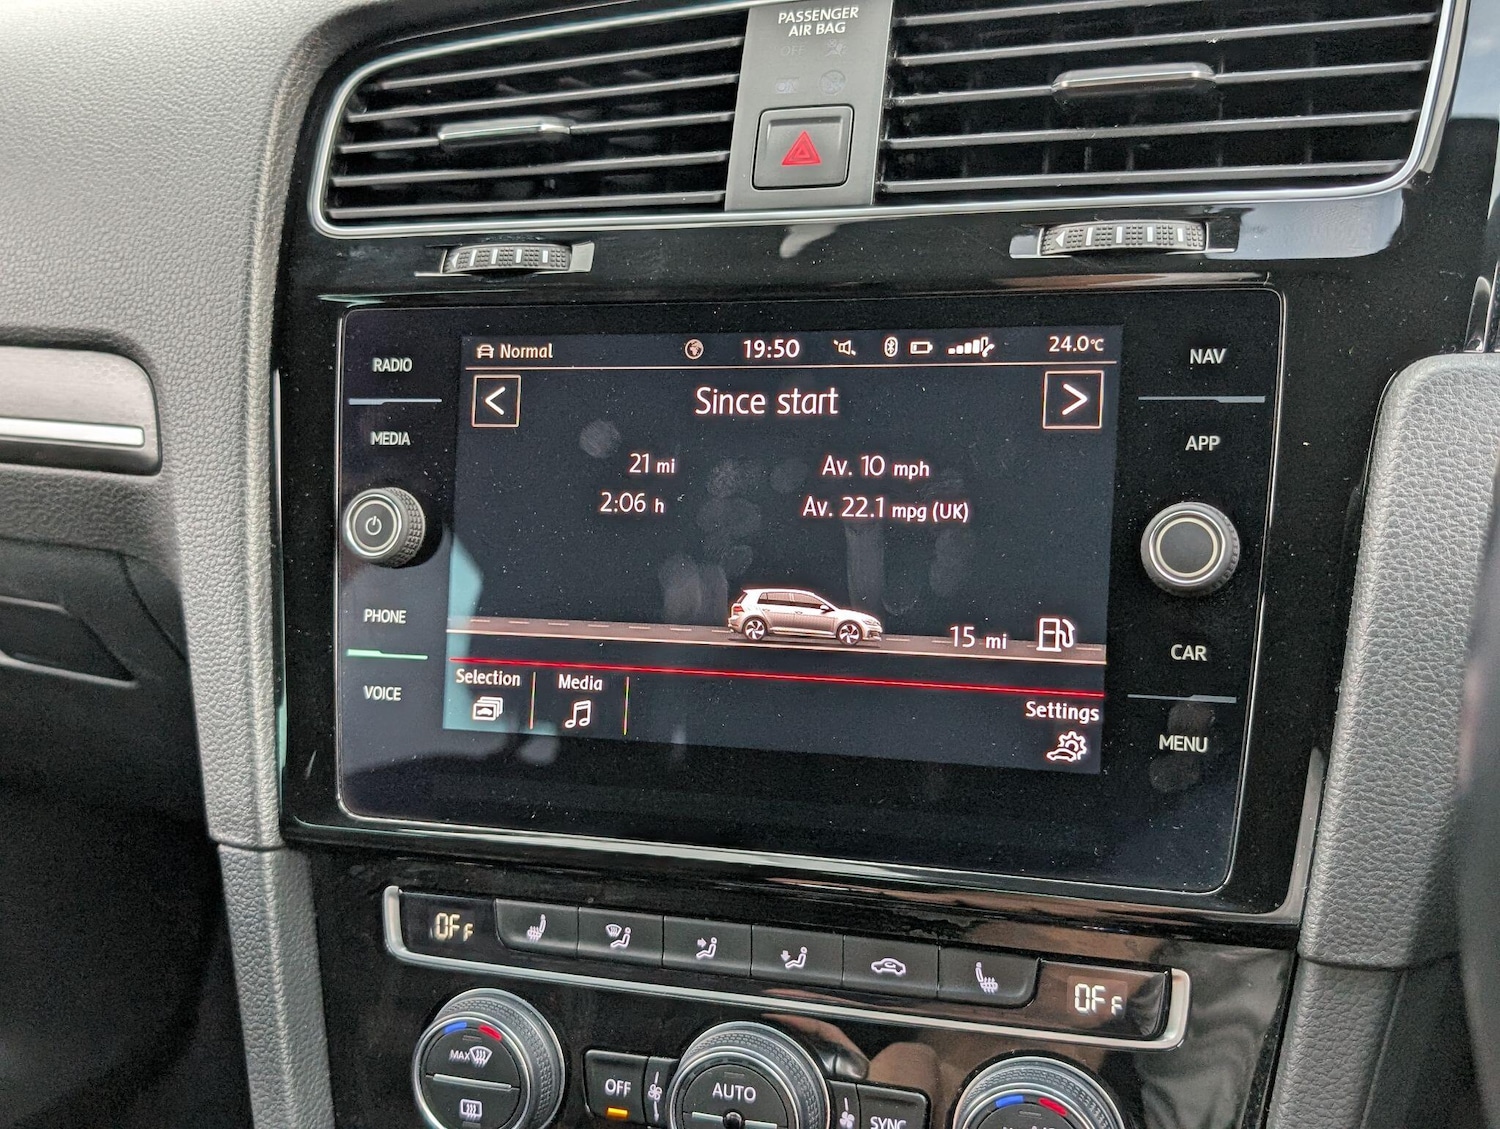 PASSENGER
AIR BAG
OFF
ON
RADIO
MEDIA
PHONE
VOICE
Normal
19:50
24.0°C
<
Since start
>
21 mi
Av. 10 mph
2:06 h
Av. 22.1 mpg (UK)
15 mi
Selection
Media
Settings
NAV
APP
CAR
MENU
OFF
OFF
MAX
OFF
AUTO
SYNC